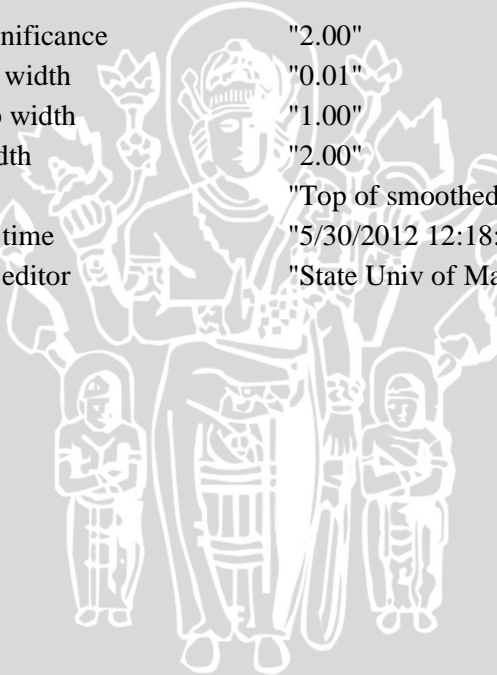 nificance "2.00"
width "0.01"
width "1.00"
dth "2.00"
"Top of smoothed
time "5/30/2012 12:18:
editor "State Univ of Ma